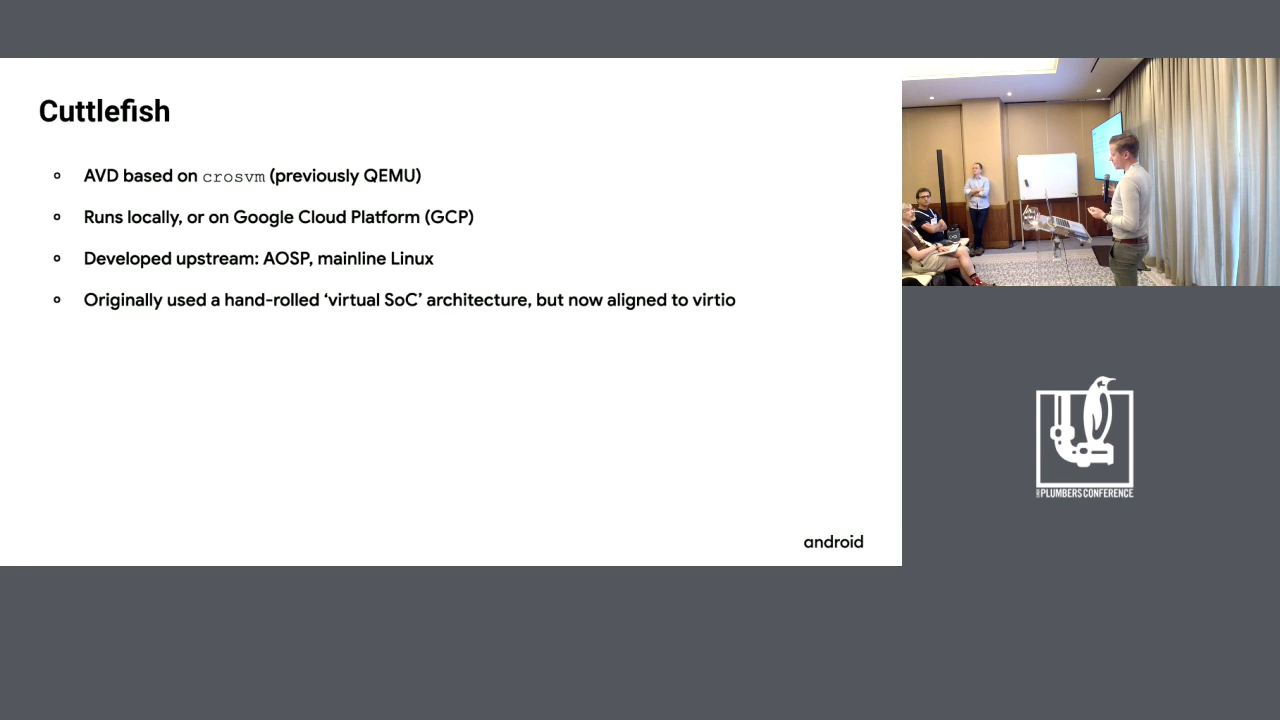 Cuttlefish
AVD based on crosvm (previously QEMU)
Runs locally, or on Google Cloud Platform (GCP)
Developed upstream: AOSP, mainline Linux
Originally used a hand-rolled ‘virtual SoC’ architecture, but now aligned to virtio
android
PLUMBERS CONFERENCE